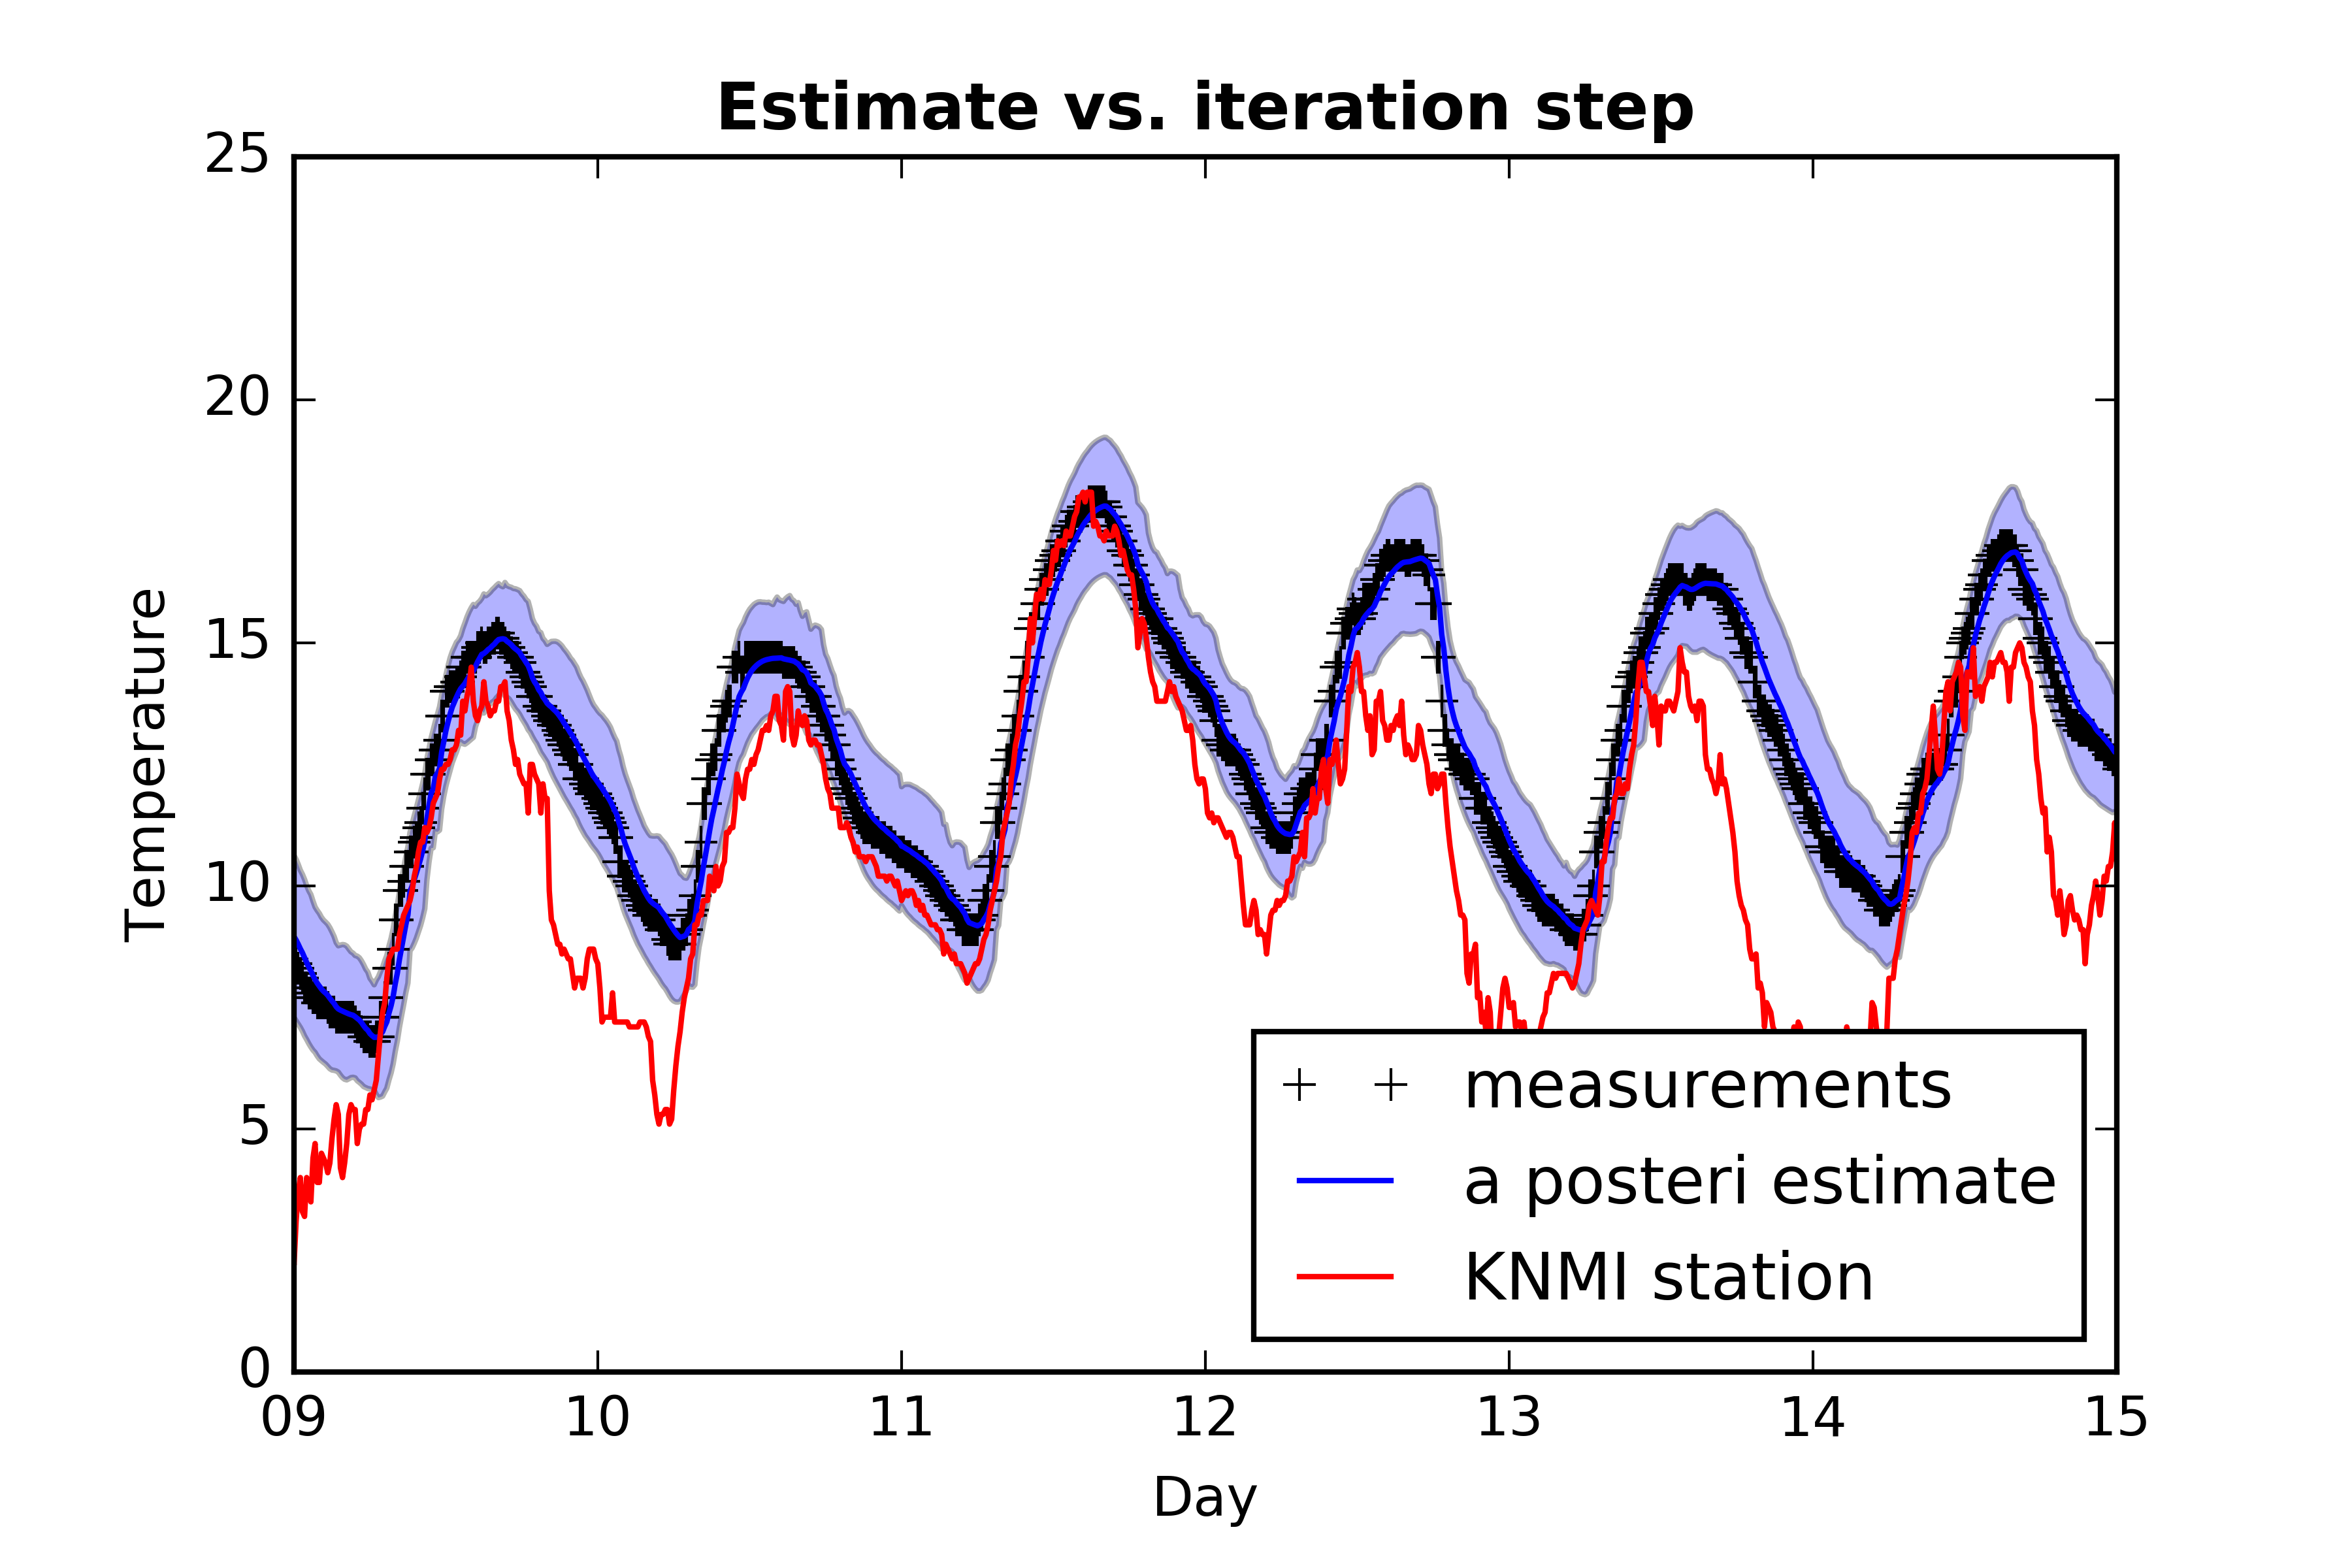 Estimate vs. iteration step
25
20
15
10
5
0
Temperature
09 10 11 12 13 14 15
Day
measurements
a posteri estimate
KNMI station